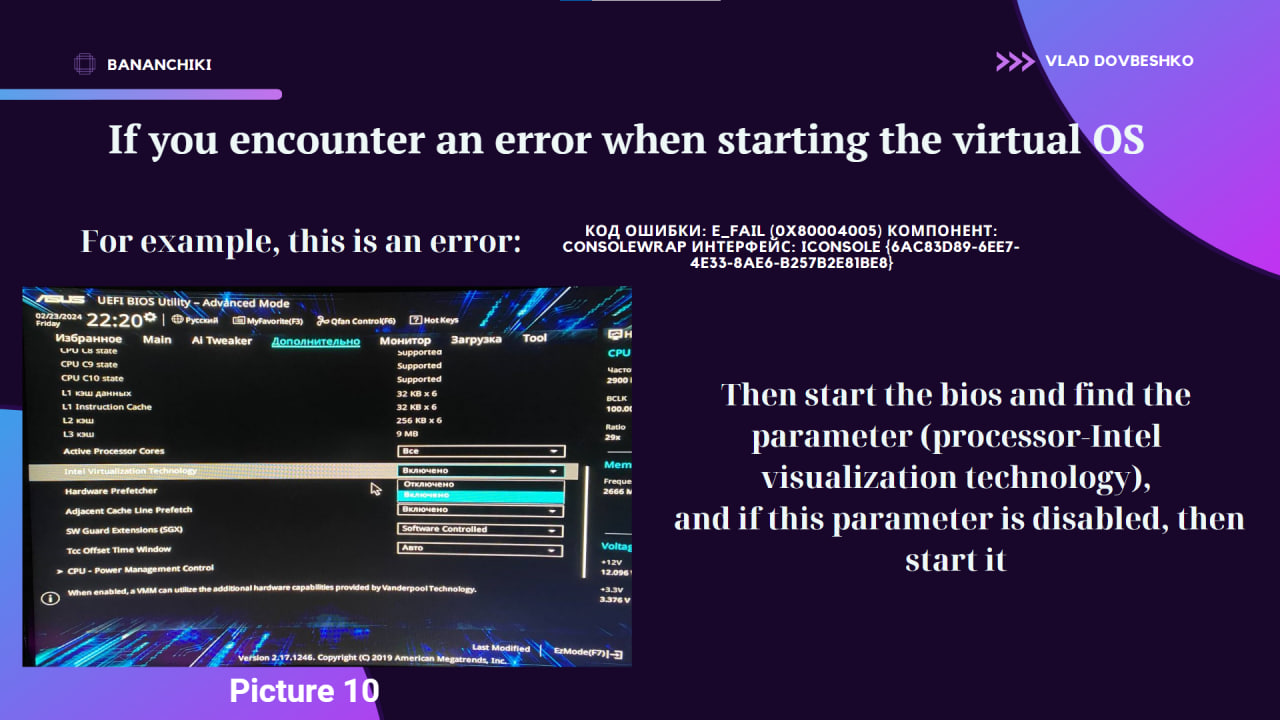 BANANCHIKI
VLAD DOVBESHKO
If you encounter an error when starting the virtual OS
For example, this is an error:
КОД ОШИБКИ: E_FAIL (0X80004005) КОМПОНЕНТ:
CONSOLEWRAP ИНТЕРФЕЙС: ICONSOLE {6AC83D89-6EE7-
4E33-8AE6-B257B2E81BE8}
ASUS UEFI BIOS Utility – Advanced Mode
02/23/2024
Friday
22:20
Русский
MyFavorite(F3)
Qfan Control(F6)
Hot Keys
Избранное Main Ai Tweaker Дополнительно Монитор Загрузка Tool
CPU C8 state Supported
CPU C9 state Supported
CPU C10 state Supported
L1 кэш данных 32 KB x 6
L1 Instruction Cache 32 KB x 6
L2 кэш 256 KB x 6
L3 кэш 9 MB
Active Processor Cores Все
Intel Virtualization Technology Включено
Отключено
Включено
Hardware Prefetcher
Adjacent Cache Line Prefetch Включено
SW Guard Extensions (SGX) Software Controlled
Tcc Offset Time Window Авто
> CPU - Power Management Control
When enabled, a VMM can utilize the additional hardware capabilities provided by Vanderpool Technology.
CPU
Часто
2900
BCLK
100.00
Ratio
29x
Mem
Freque
2666 M
Voltag
+12V
12.096
+3.3V
3.376 V
Last Modified
EzMode(F7)
Version 2.17.1246. Copyright (C) 2019 American Megatrends, Inc.
Then start the bios and find the
parameter (processor-Intel
visualization technology),
and if this parameter is disabled, then
start it
Picture 10